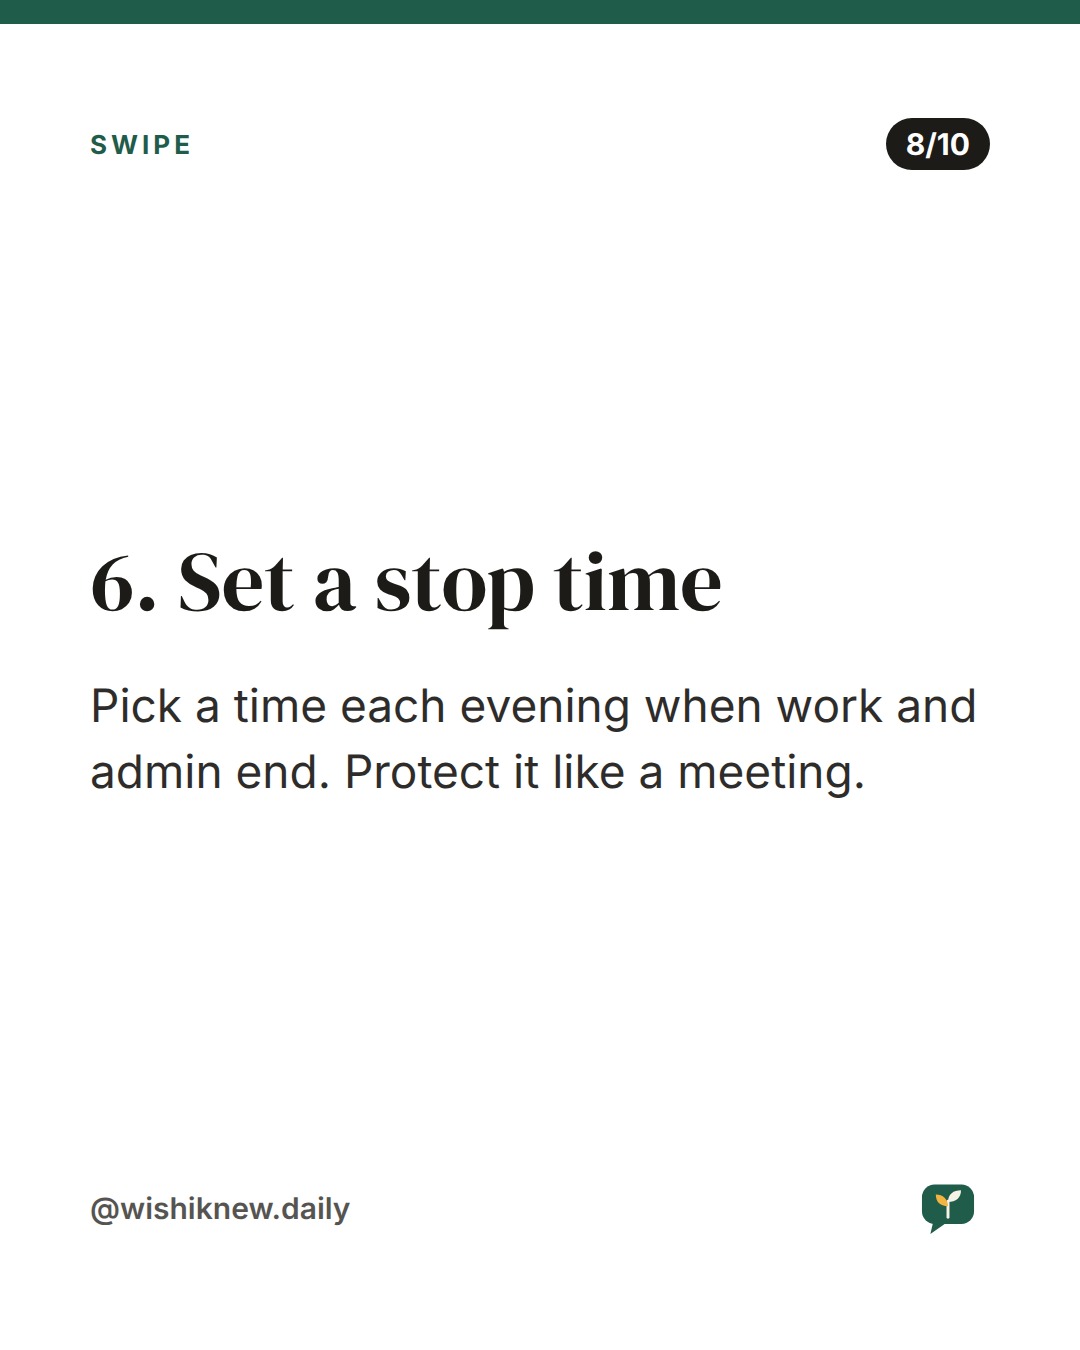 SWIPE
8/10
6. Set a stop time
Pick a time each evening when work and
admin end. Protect it like a meeting.
@wishiknew.daily